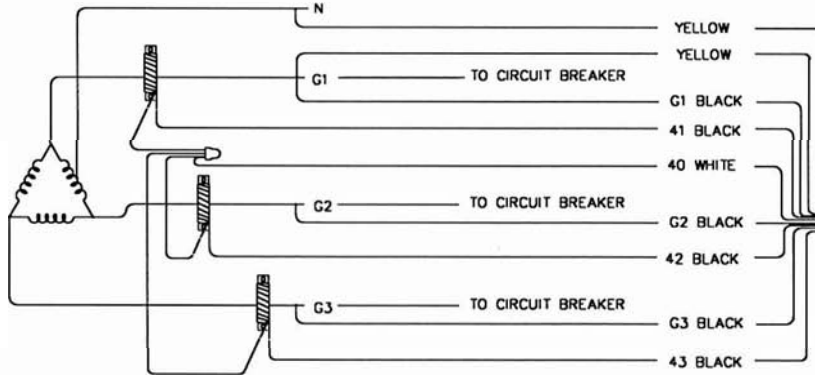 N
YELLOW
YELLOW
G1 TO CIRCUIT BREAKER
G1 BLACK
41 BLACK
40 WHITE
G2 TO CIRCUIT BREAKER
G2 BLACK
42 BLACK
G3 TO CIRCUIT BREAKER
G3 BLACK
43 BLACK